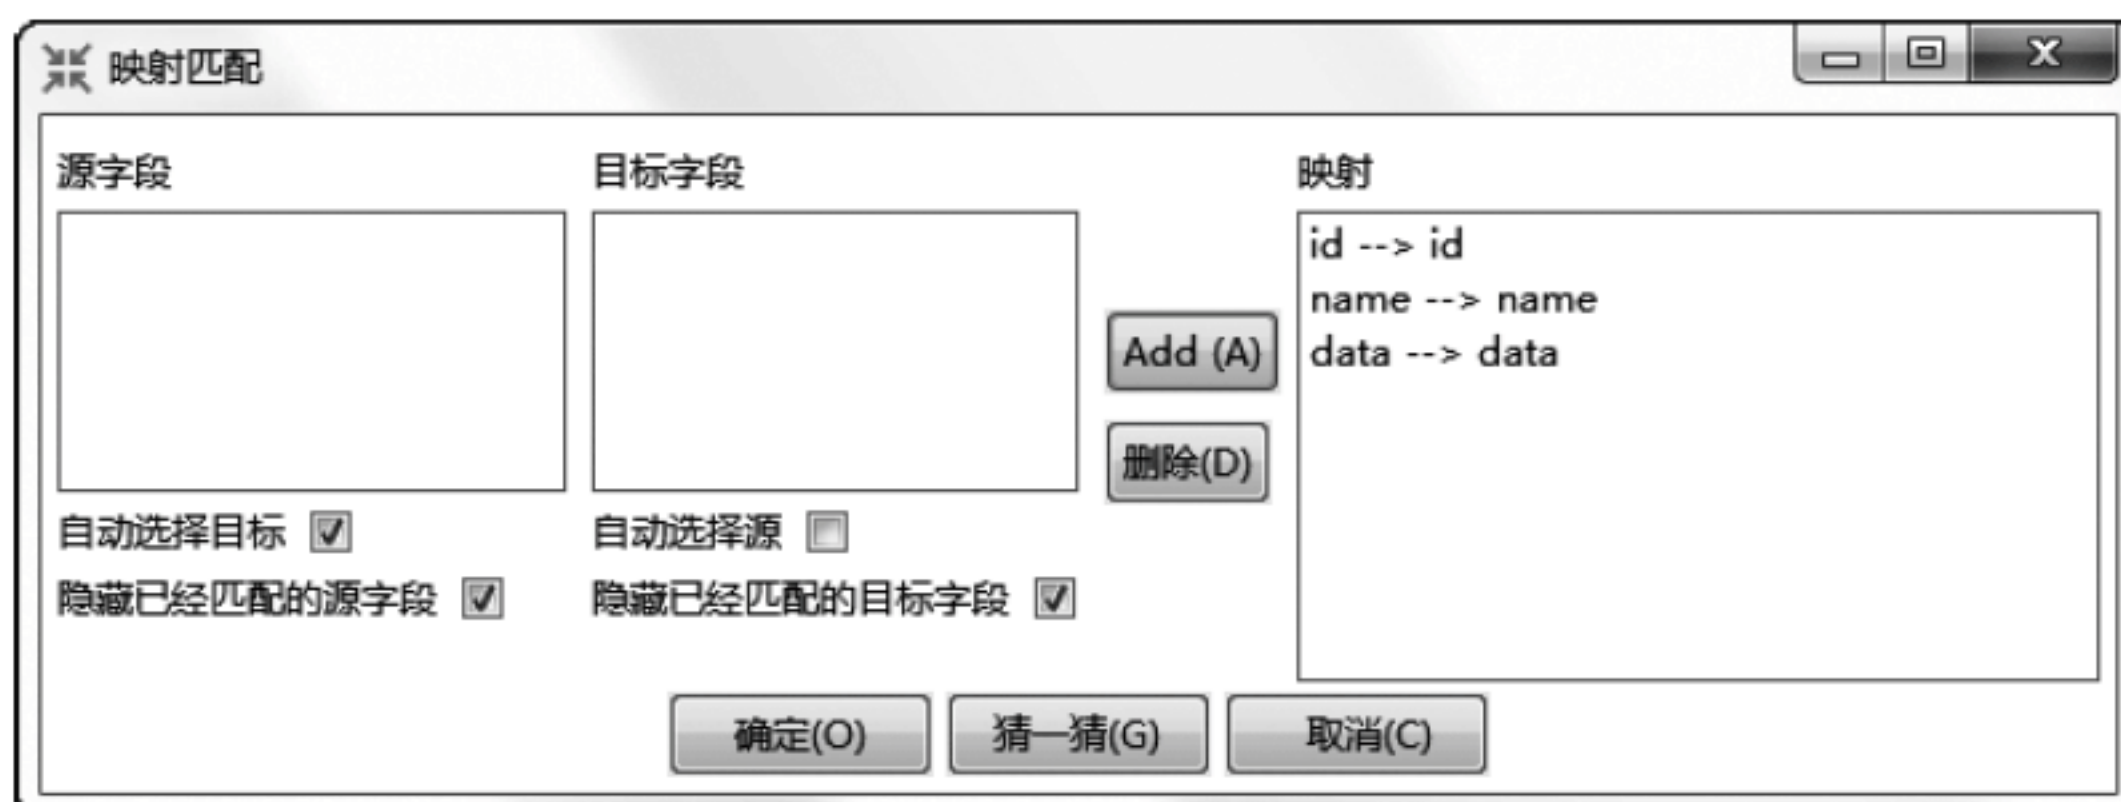 映射匹配
源字段
目标字段
映射
id --> id
name --> name
data --> data
Add (A)
删除(D)
自动选择目标
自动选择源
隐藏已经匹配的源字段
隐藏已经匹配的目标字段
确定(O)
猜一猜(G)
取消(C)